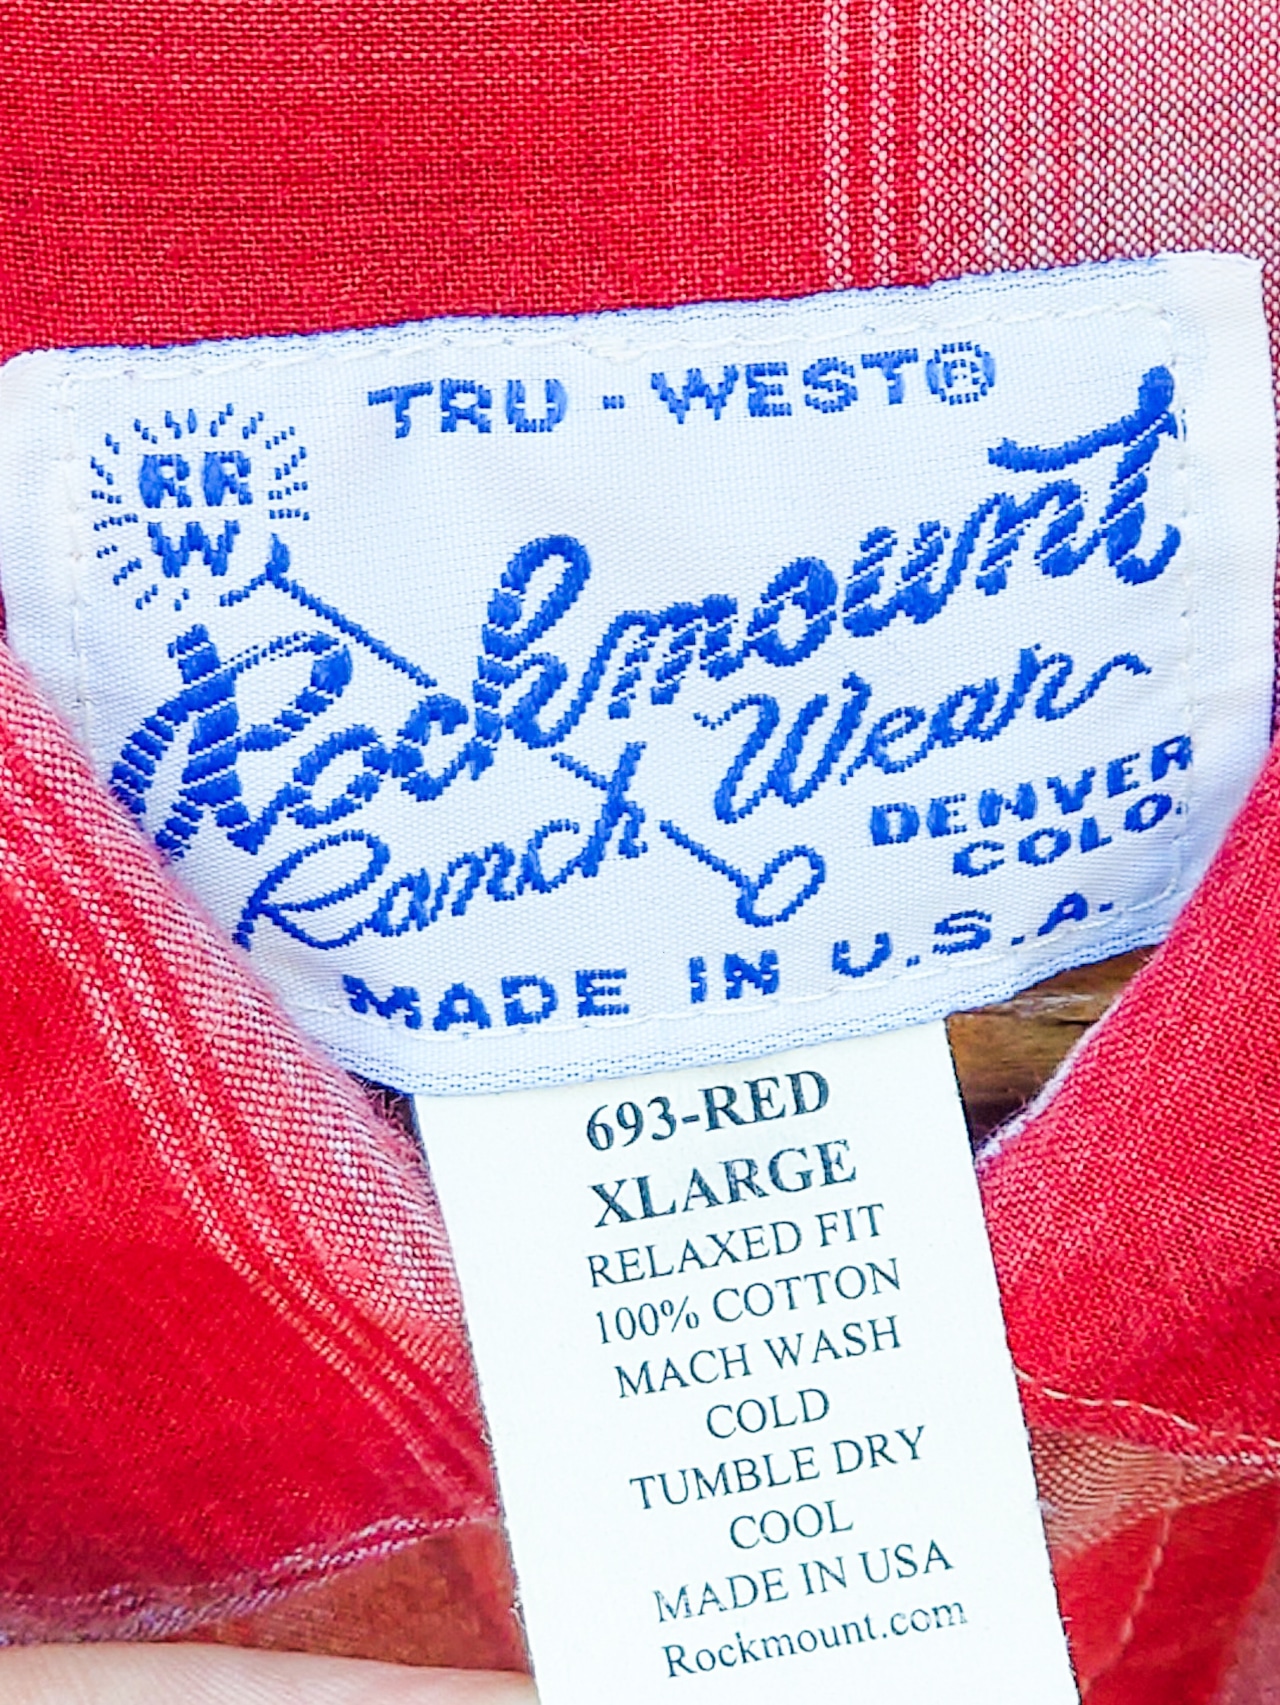 TRU-WEST®
RR
W
Rockmount
Ranch Wear
DENVER
COLO.
MADE IN U.S.A.
693-RED
XLARGE
RELAXED FIT
100% COTTON
MACH WASH
COLD
TUMBLE DRY
COOL
MADE IN USA
Rockmount.com